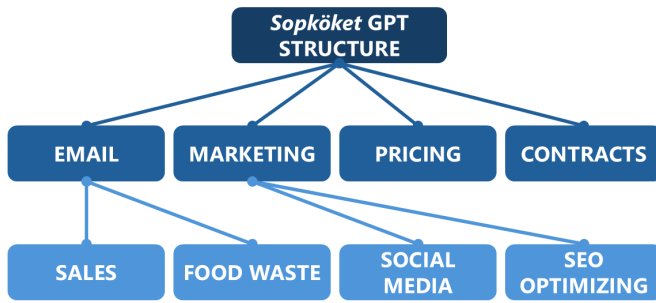 Sopköket GPT
STRUCTURE
EMAIL
MARKETING
PRICING
CONTRACTS
SALES
FOOD WASTE
SOCIAL
MEDIA
SEO
OPTIMIZING